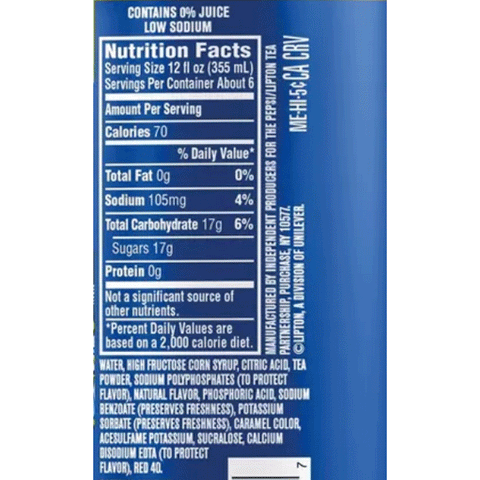 CONTAINS 0% JUICE
LOW SODIUM
Nutrition Facts
Serving Size 12 fl oz (355 mL)
Servings Per Container About 6
Amount Per Serving
Calories 70
% Daily Value*
Total Fat 0g 0%
Sodium 105mg 4%
Total Carbohydrate 17g 6%
Sugars 17g
Protein 0g
Not a significant source of
other nutrients.
*Percent Daily Values are
based on a 2,000 calorie diet.
WATER, HIGH FRUCTOSE CORN SYRUP, CITRIC ACID, TEA
POWDER, SODIUM POLYPHOSPHATES (TO PROTECT
FLAVOR), NATURAL FLAVOR, PHOSPHORIC ACID, SODIUM
BENZOATE (PRESERVES FRESHNESS), POTASSIUM
SORBATE (PRESERVES FRESHNESS), CARAMEL COLOR,
ACESULFAME POTASSIUM, SUCRALOSE, CALCIUM
DISODIUM EDTA (TO PROTECT
FLAVOR), RED 40.
MANUFACTURED BY INDEPENDENT PRODUCERS FOR THE PEPSI/LIPTON TEA
PARTNERSHIP, PURCHASE, NY 10577.
©LIPTON, A DIVISION OF UNILEVER.
ME-HI-5¢ CA CRV
7